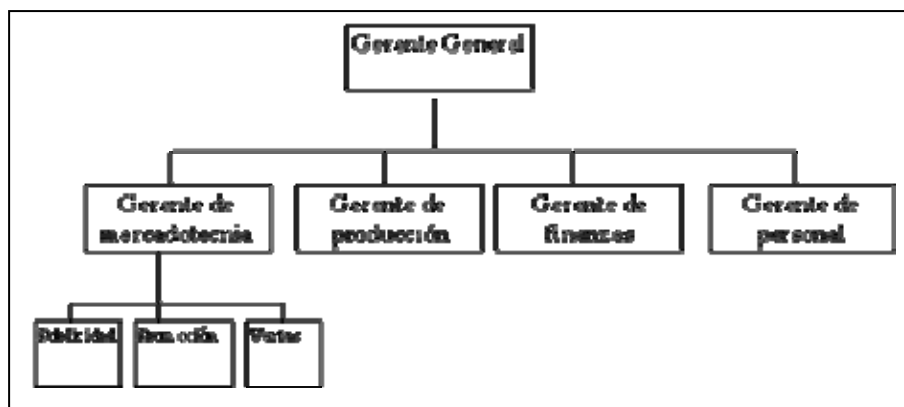 Gerente General
Gerente de
mercadotecnia
Gerente de
producción
Gerente de
finanzas
Gerente de
personal
Publicidad
Promoción
Ventas